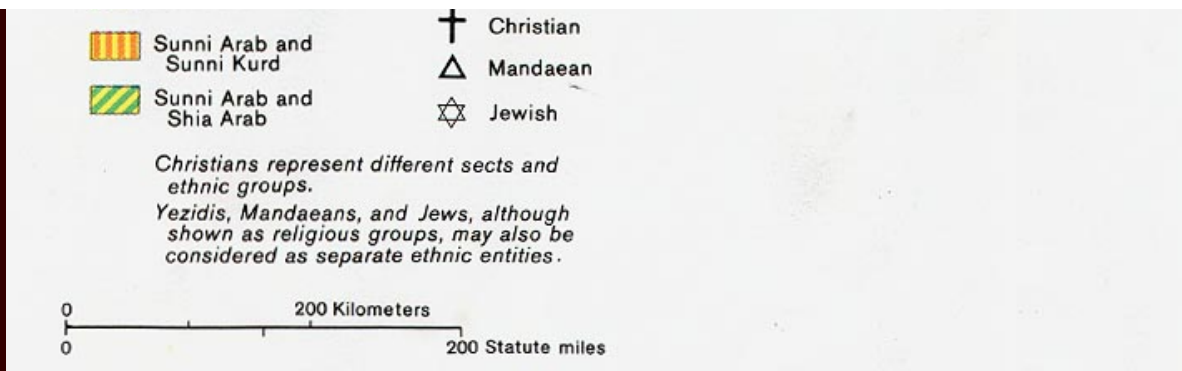 Sunni Arab and
Sunni Kurd
Sunni Arab and
Shia Arab
Christian
Mandaean
Jewish
Christians represent different sects and
ethnic groups.
Yezidis, Mandaeans, and Jews, although
shown as religious groups, may also be
considered as separate ethnic entities.
0 200 Kilometers
0 200 Statute miles